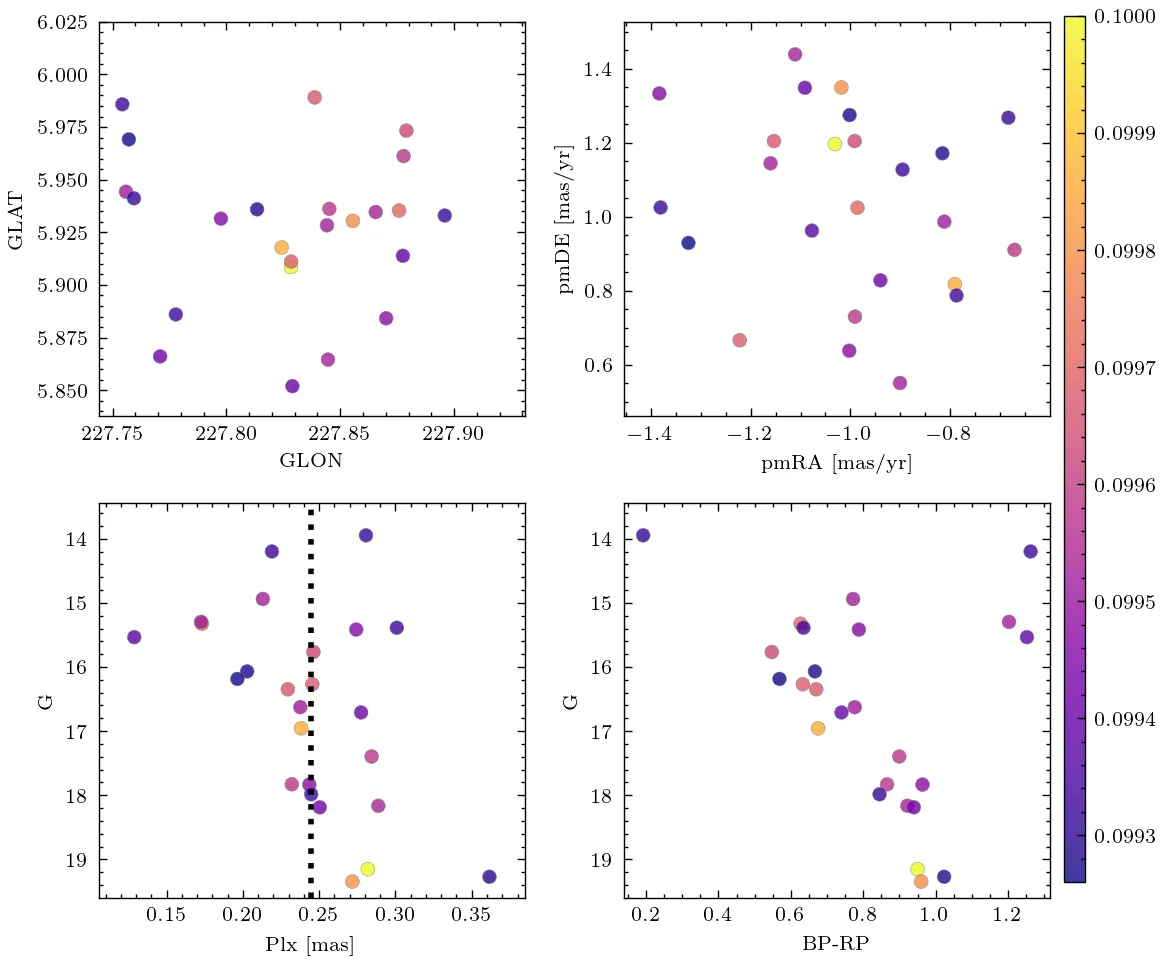 6.025
6.000
5.975
5.950
5.925
5.900
5.875
5.850
GLAT
227.75 227.80 227.85 227.90
GLON
1.4
1.2
1.0
0.8
0.6
pmDE [mas/yr]
−1.4 −1.2 −1.0 −0.8
pmRA [mas/yr]
0.1000
0.0999
0.0998
0.0997
0.0996
0.0995
0.0994
0.0993
14
15
16
17
18
19
G
0.15 0.20 0.25 0.30 0.35
Plx [mas]
14
15
16
17
18
19
G
0.2 0.4 0.6 0.8 1.0 1.2
BP-RP